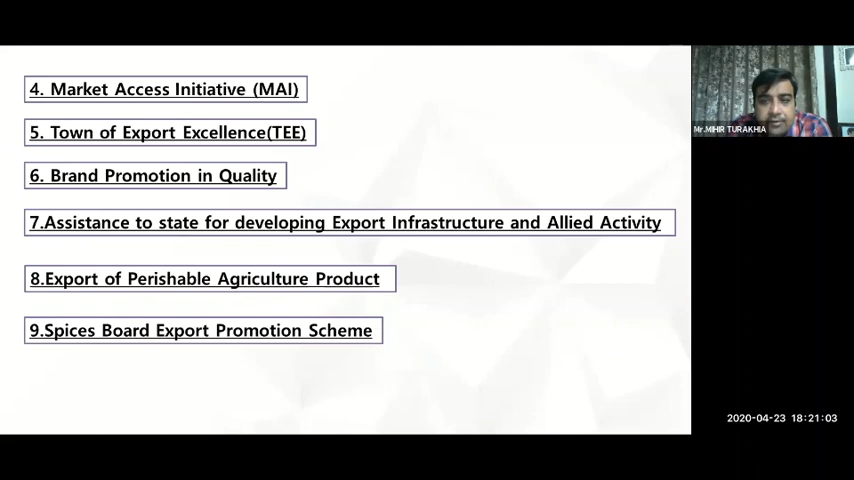 4. Market Access Initiative (MAI)
5. Town of Export Excellence(TEE)
6. Brand Promotion in Quality
7.Assistance to state for developing Export Infrastructure and Allied Activity
8.Export of Perishable Agriculture Product
9.Spices Board Export Promotion Scheme
Mr.MIHIR TURAKHIA
2020-04-23 18:21:03